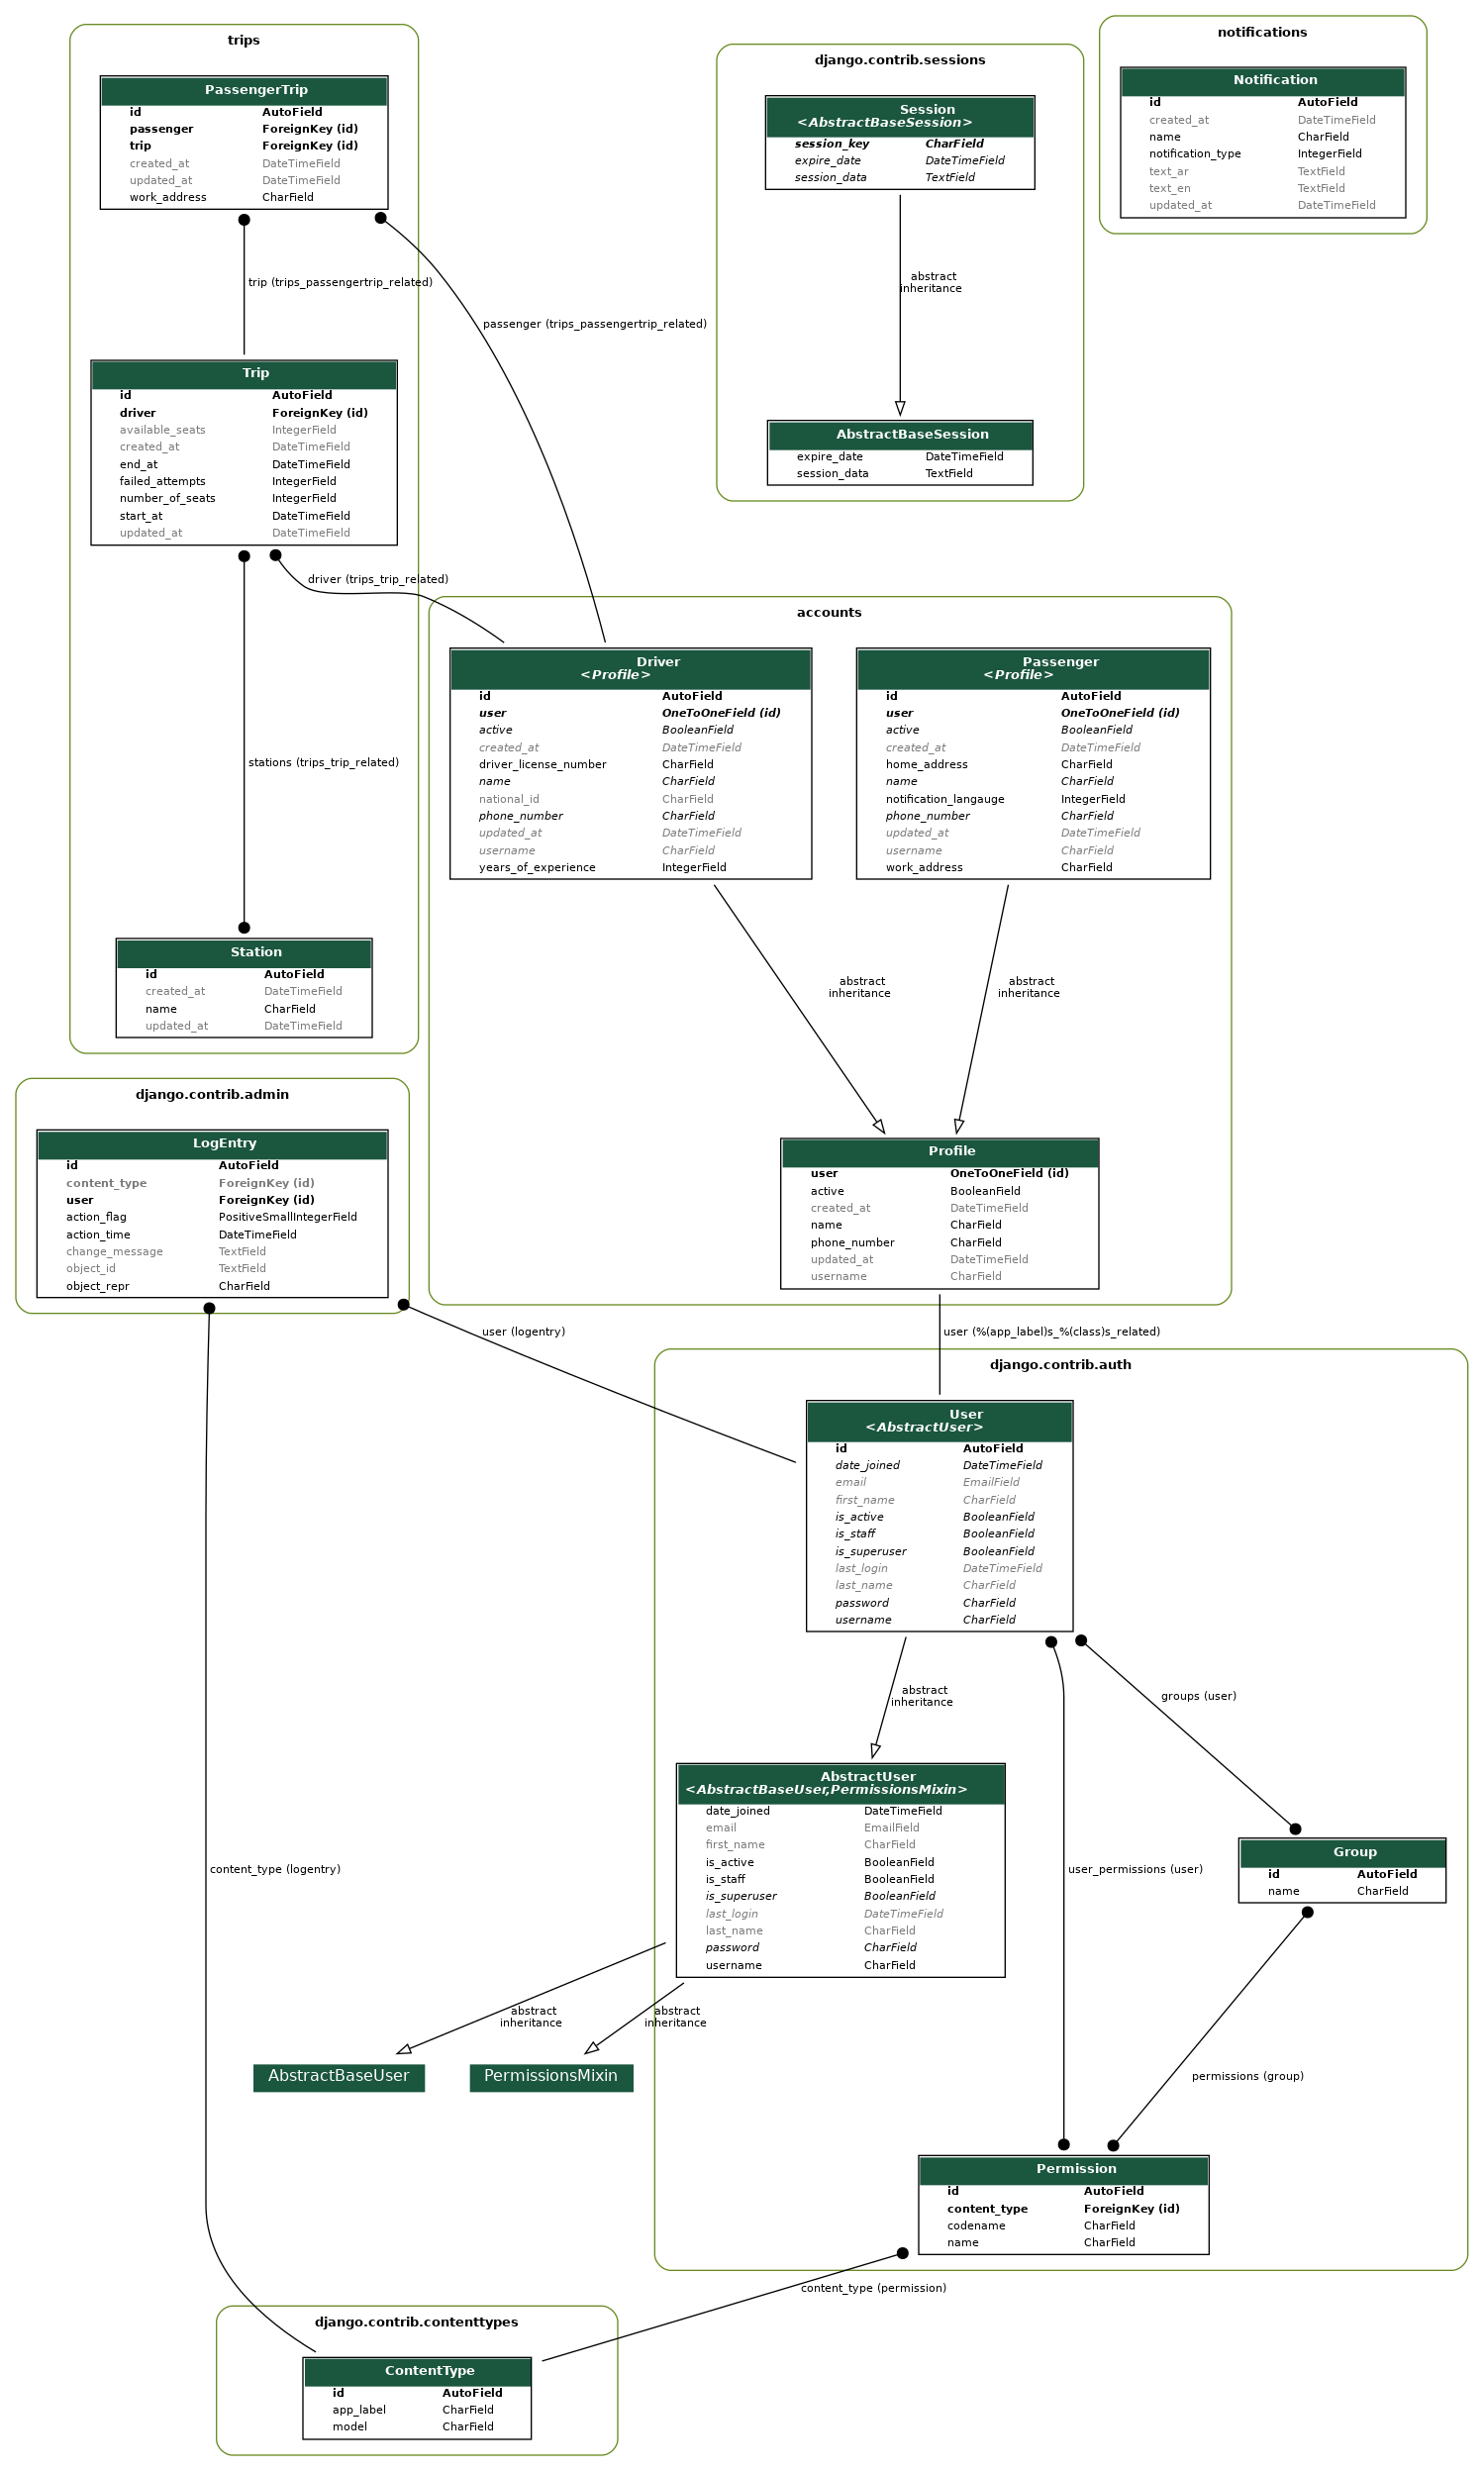 trips
PassengerTrip
id AutoField
passenger ForeignKey (id)
trip ForeignKey (id)
created_at DateTimeField
updated_at DateTimeField
work_address CharField
trip (trips_passengertrip_related)
passenger (trips_passengertrip_related)
Trip
id AutoField
driver ForeignKey (id)
available_seats IntegerField
created_at DateTimeField
end_at DateTimeField
failed_attempts IntegerField
number_of_seats IntegerField
start_at DateTimeField
updated_at DateTimeField
driver (trips_trip_related)
stations (trips_trip_related)
Station
id AutoField
created_at DateTimeField
name CharField
updated_at DateTimeField
django.contrib.sessions
Session
<AbstractBaseSession>
session_key CharField
expire_date DateTimeField
session_data TextField
abstract
inheritance
AbstractBaseSession
expire_date DateTimeField
session_data TextField
notifications
Notification
id AutoField
created_at DateTimeField
name CharField
notification_type IntegerField
text_ar TextField
text_en TextField
updated_at DateTimeField
accounts
Driver
<Profile>
id AutoField
user OneToOneField (id)
active BooleanField
created_at DateTimeField
driver_license_number CharField
name CharField
national_id CharField
phone_number CharField
updated_at DateTimeField
username CharField
years_of_experience IntegerField
Passenger
<Profile>
id AutoField
user OneToOneField (id)
active BooleanField
created_at DateTimeField
home_address CharField
name CharField
notification_langauge IntegerField
phone_number CharField
updated_at DateTimeField
username CharField
work_address CharField
abstract
inheritance
abstract
inheritance
Profile
user OneToOneField (id)
active BooleanField
created_at DateTimeField
name CharField
phone_number CharField
updated_at DateTimeField
username CharField
django.contrib.admin
LogEntry
id AutoField
content_type ForeignKey (id)
user ForeignKey (id)
action_flag PositiveSmallIntegerField
action_time DateTimeField
change_message TextField
object_id TextField
object_repr CharField
user (logentry)
user (%(app_label)s_%(class)s_related)
content_type (logentry)
django.contrib.auth
User
<AbstractUser>
id AutoField
date_joined DateTimeField
email EmailField
first_name CharField
is_active BooleanField
is_staff BooleanField
is_superuser BooleanField
last_login DateTimeField
last_name CharField
password CharField
username CharField
abstract
inheritance
groups (user)
user_permissions (user)
AbstractUser
<AbstractBaseUser,PermissionsMixin>
date_joined DateTimeField
email EmailField
first_name CharField
is_active BooleanField
is_staff BooleanField
is_superuser BooleanField
last_login DateTimeField
last_name CharField
password CharField
username CharField
Group
id AutoField
name CharField
abstract
inheritance
abstract
inheritance
AbstractBaseUser
PermissionsMixin
permissions (group)
Permission
id AutoField
content_type ForeignKey (id)
codename CharField
name CharField
content_type (permission)
django.contrib.contenttypes
ContentType
id AutoField
app_label CharField
model CharField